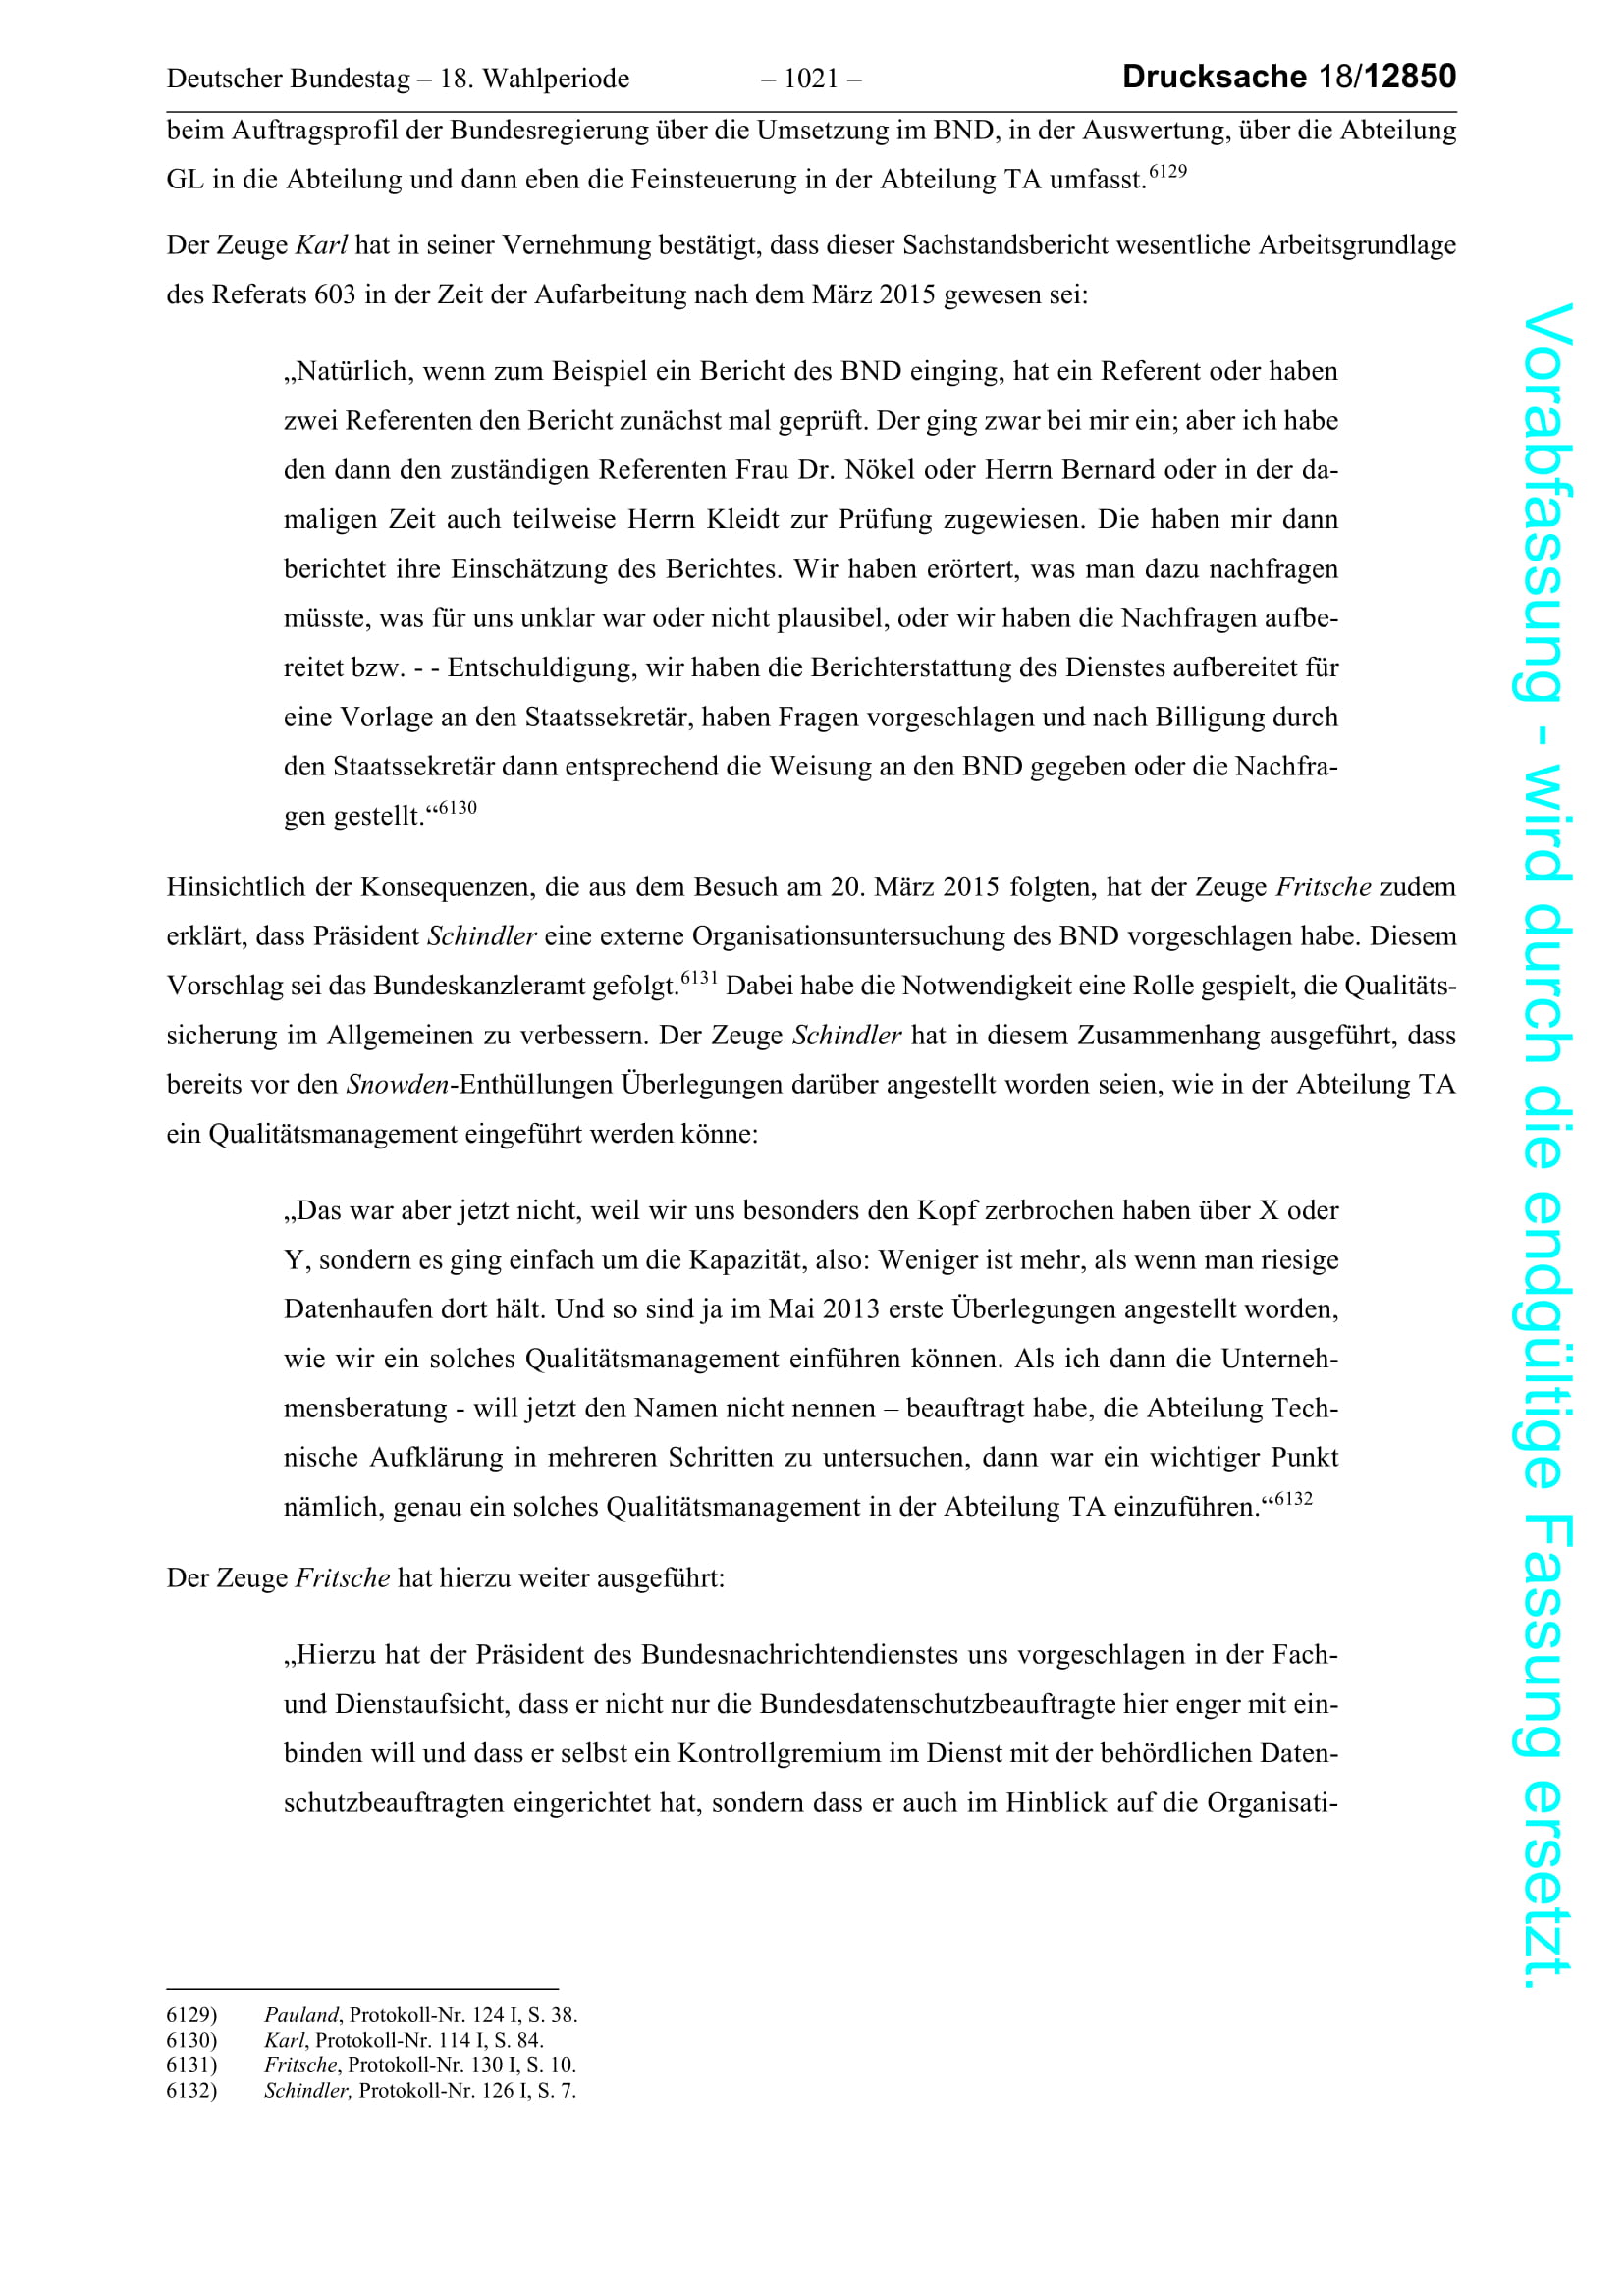 Deutscher Bundestag – 18. Wahlperiode – 1021 – Drucksache 18/12850
beim Auftragsprofil der Bundesregierung über die Umsetzung im BND, in der Auswertung, über die Abteilung
GL in die Abteilung und dann eben die Feinsteuerung in der Abteilung TA umfasst.6129
Der Zeuge Karl hat in seiner Vernehmung bestätigt, dass dieser Sachstandsbericht wesentliche Arbeitsgrundlage
des Referats 603 in der Zeit der Aufarbeitung nach dem März 2015 gewesen sei:
„Natürlich, wenn zum Beispiel ein Bericht des BND einging, hat ein Referent oder haben
zwei Referenten den Bericht zunächst mal geprüft. Der ging zwar bei mir ein; aber ich habe
den dann den zuständigen Referenten Frau Dr. Nökel oder Herrn Bernard oder in der da-
maligen Zeit auch teilweise Herrn Kleidt zur Prüfung zugewiesen. Die haben mir dann
berichtet ihre Einschätzung des Berichtes. Wir haben erörtert, was man dazu nachfragen
müsste, was für uns unklar war oder nicht plausibel, oder wir haben die Nachfragen aufbe-
reitet bzw. - - Entschuldigung, wir haben die Berichterstattung des Dienstes aufbereitet für
eine Vorlage an den Staatssekretär, haben Fragen vorgeschlagen und nach Billigung durch
den Staatssekretär dann entsprechend die Weisung an den BND gegeben oder die Nachfra-
gen gestellt.“6130
Hinsichtlich der Konsequenzen, die aus dem Besuch am 20. März 2015 folgten, hat der Zeuge Fritsche zudem
erklärt, dass Präsident Schindler eine externe Organisationsuntersuchung des BND vorgeschlagen habe. Diesem
Vorschlag sei das Bundeskanzleramt gefolgt.6131 Dabei habe die Notwendigkeit eine Rolle gespielt, die Qualitäts-
sicherung im Allgemeinen zu verbessern. Der Zeuge Schindler hat in diesem Zusammenhang ausgeführt, dass
bereits vor den Snowden-Enthüllungen Überlegungen darüber angestellt worden seien, wie in der Abteilung TA
ein Qualitätsmanagement eingeführt werden könne:
„Das war aber jetzt nicht, weil wir uns besonders den Kopf zerbrochen haben über X oder
Y, sondern es ging einfach um die Kapazität, also: Weniger ist mehr, als wenn man riesige
Datenhaufen dort hält. Und so sind ja im Mai 2013 erste Überlegungen angestellt worden,
wie wir ein solches Qualitätsmanagement einführen können. Als ich dann die Unterneh-
mensberatung - will jetzt den Namen nicht nennen – beauftragt habe, die Abteilung Tech-
nische Aufklärung in mehreren Schritten zu untersuchen, dann war ein wichtiger Punkt
nämlich, genau ein solches Qualitätsmanagement in der Abteilung TA einzuführen.“6132
Der Zeuge Fritsche hat hierzu weiter ausgeführt:
„Hierzu hat der Präsident des Bundesnachrichtendienstes uns vorgeschlagen in der Fach-
und Dienstaufsicht, dass er nicht nur die Bundesdatenschutzbeauftragte hier enger mit ein-
binden will und dass er selbst ein Kontrollgremium im Dienst mit der behördlichen Daten-
schutzbeauftragten eingerichtet hat, sondern dass er auch im Hinblick auf die Organisati-
6129) Pauland, Protokoll-Nr. 124 I, S. 38.
6130) Karl, Protokoll-Nr. 114 I, S. 84.
6131) Fritsche, Protokoll-Nr. 130 I, S. 10.
6132) Schindler, Protokoll-Nr. 126 I, S. 7.
Vorabfassung - wird durch die endgültige Fassung ersetzt.